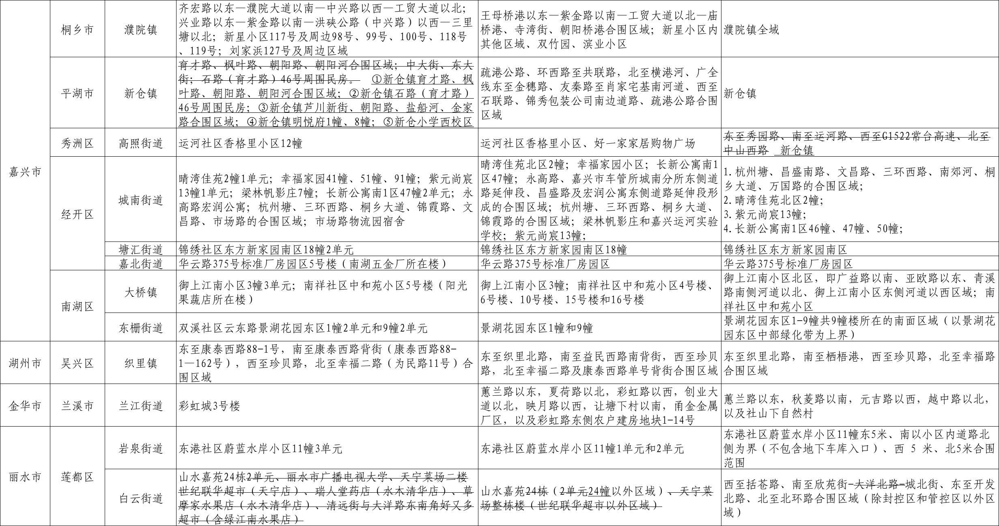 嘉兴市
桐乡市
濮院镇
齐宏路以东—濮院大道以南—中兴路以西—工贸大道以北；
兴业路以东—紫金路以南—洪硖公路（中兴路）以西—三里
塘以北；新星小区117号及周边98号、99号、100号、118号
、119号；刘家浜127号及周边区域
王母桥港以东—紫金路以南—工贸大道以北—庙
桥港、寺湾街、朝阳桥港合围区域；新星小区内
其他区域、双竹园、滨业小区
濮院镇全域
平湖市
新仓镇
育才路、枫叶路、朝阳路、朝阳河合围区域；中大街、东大
街；石路（育才路）46号周围民房。 ①新仓镇育才路、枫
叶路、朝阳路、朝阳河合围区域；②新仓镇石路（育才路）
46号周围民房；③新仓镇芦川新街、朝阳路、盐船河、金家
路合围区域；④新仓镇明悦府1幢、8幢；⑤新仓小学西校区
疏港公路、环西路至共联路，北至横港河、广全
线东至金穗路、友秦路至肖家宅基南河道、西至
石联路、锦秀包装公司南边道路、疏港公路合围
区域
新仓镇
秀洲区
高照街道
运河社区香格里小区12幢
运河社区香格里小区、好一家家居购物广场
东至秀园路、南至运河路、西至G1522常台高速、北至
中山西路 新仓镇
经开区
城南街道
晴湾佳苑2幢1单元；幸福家园41幢、51幢、91幢；紫元尚宸
13幢1单元；梁林帆影庄7幢；长新公寓南1区47幢2单元；永
高路宏润公寓；杭州塘、三环西路、桐乡大道、锦霞路、文
昌路、市场路的合围区域；市场路物流园宿舍
晴湾佳苑北区2幢；幸福家园小区；长新公寓南1
区47幢；永高路、嘉兴市车管所城南分所东侧道
路延伸段、昌盛路及宏润公寓东侧道路延伸段形
成的合围区域；杭州塘、三环西路、桐乡大道、
锦霞路的合围区域；梁林帆影庄和嘉兴运河实验
学校；紫元尚宸13幢；
1.杭州塘、昌盛南路、文昌路、三环西路、南郊河、桐
乡大道、万国路的合围区域；
2.晴湾佳苑北区2幢；
3.紫元尚宸13幢；
4.长新公寓南1区46幢、47幢、50幢；
塘汇街道
锦绣社区东方新家园南区18幢2单元
锦绣社区东方新家园南区18幢
锦绣社区东方新家园南区
嘉北街道
华云路375号标准厂房园区5号楼（南湖五金厂所在楼）
华云路375号标准厂房园区
华云路375号标准厂房园区
南湖区
大桥镇
御上江南小区3幢3单元；南祥社区中和苑小区5号楼（阳光
果蔬店所在楼）
御上江南小区3幢；南祥社区中和苑小区4号楼、
6号楼、10号楼、15号楼和16号楼
御上江南小区北区，即广益路以南、亚欧路以东、青溪
路南侧河道以北、御上江南小区东侧河道以西区域；南
祥社区中和苑小区
东栅街道
双溪社区云东路景湖花园东区1幢2单元和9幢2单元
景湖花园东区1幢和9幢
景湖花园东区1-9幢共9幢楼所在的南面区域（以景湖花
园东区中部绿化带为上界）
湖州市
吴兴区
织里镇
东至康泰西路88-1号，南至康泰西路背街（康泰西路88-
1—162号），西至珍贝路，北至幸福二路（为民路11号）合
围区域
东至织里北路，南至益民西路南背街，西至珍贝
路，北至幸福二路及康泰西路单号背街合围区域
东至织里北路，南至栖梧港，西至珍贝路，北至幸福路
合围区域
金华市
兰溪市
兰江街道
彩虹城3号楼
蕙兰路以东，夏荷路以北，彩虹路以西，创业大
道以北，映月路以西，让塘下村以南，甬金金属
厂区，以及彩虹路东侧农户建房地块1-14号
蕙兰路以东，秋菱路以南，元吉路以西，越中路以北，
以及社山下自然村
丽水市
莲都区
岩泉街道
东港社区蔚蓝水岸小区11幢3单元
东港社区蔚蓝水岸小区11幢1单元和2单元
东港社区蔚蓝水岸小区11幢东5米、南以小区内道路北
侧为界（不包含地下车库入口）、西 5 米、北5米合围
范围
白云街道
山水嘉苑24栋2单元、丽水市广播电视大学、天宁菜场二楼
世纪联华超市（天宁店）、瑞人堂药店（水木清华店）、草
摩家水果店（水木清华店）、清远街与大洋路东南角好又多
超市（含绿江南水果店）
山水嘉苑24栋（2单元24幢以外区域）、天宁菜
场整栋楼（世纪联华超市以外区域）
西至括苍路、南至欣苑街-大洋北路-城北街、东至开发
北路、北至北环路合围区域（除封控区和管控区以外区
域）